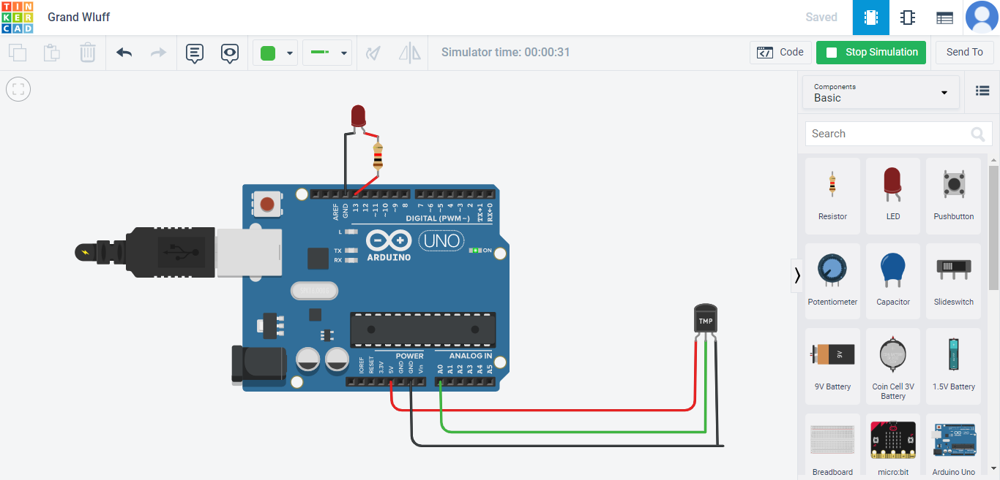 TIN
KER
CAD
Grand Wluff
Saved
Simulator time: 00:00:31
Code
Stop Simulation
Send To
Components
Basic
Search
Resistor
LED
Pushbutton
Potentiometer
Capacitor
Slideswitch
9V
9V Battery
Coin Cell 3V
Battery
1.5V Battery
Breadboard
micro:bit
Arduino Uno
AREF
GND
13
12
~11
~10
~9
8
7
~6
~5
4
~3
2
TX→1
RX←0
DIGITAL (PWM~)
L
TX
RX
ARDUINO
UNO
ON
POWER
ANALOG IN
IOREF
RESET
3.3V
5V
GND
GND
Vin
A0
A1
A2
A3
A4
A5
TMP